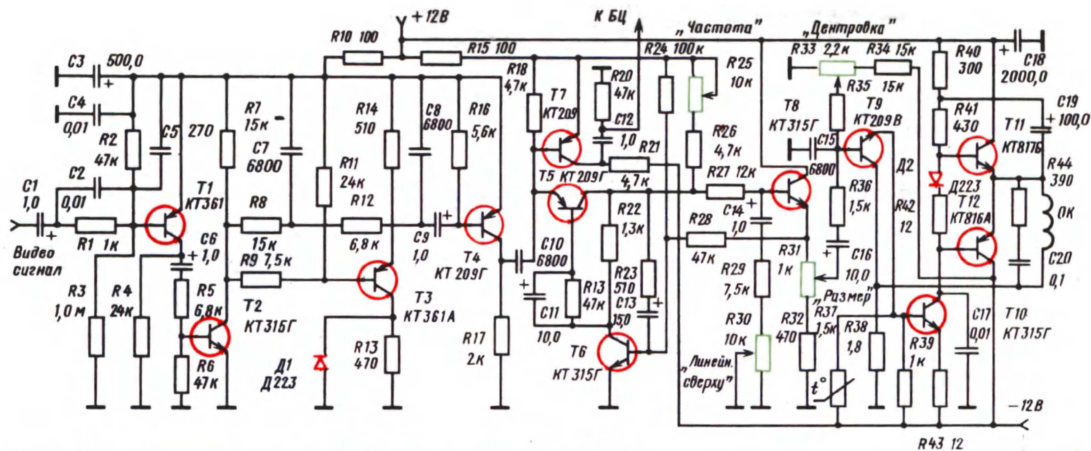 +12В
К БЦ
„Частота"
„Центровка"
R10 100
R15 100
R24 100к
R25
10к
R33
2,2к
R34 15к
15к
R35
R40
300
C18
2000,0
C3
500,0
C4
0,01
R2
47к
C5
270
R7
15к
C7
6800
R14
510
C8
6800
R16
5,6к
R18
4,7к
T7
КТ209Г
R20
47к
C12
1,0
R21
4,7к
R26
4,7к
T8
КТ315Г
C15
6800
T9
КТ209В
R41
430
T11
КТ817Б
C19
100,0
C2
0,01
C1
1,0
Видео
сигнал
R1 1к
T1
КТ361
R8
15к
R11
24к
R12
6,8к
C9
1,0
T4
КТ209Г
T5
КТ209Г
R22
1,3к
R27 12к
C14
1,0
R28
47к
R36
1,5к
C16
10,0
Д2
Д223
T12
КТ816А
R42
12
R44
390
ОК
C20
0,1
R3
1,0м
R4
24к
C6
1,0
R5
6,8к
R6
47к
R9 7,5к
T2
КТ315Г
T3
КТ361А
Д1
Д223
R13
470
R17
2к
C10
6800
C11
10,0
R13
47к
R23
510
C13
15,0
T6
КТ315Г
R29
7,5к
R30
10к
„Линейн.
сверху"
R31
1к
„Размер"
R32
470
R37
1,5к
R38
1,8
t°
R39
1к
C17
0,01
T10
КТ315Г
R43 12
−12В